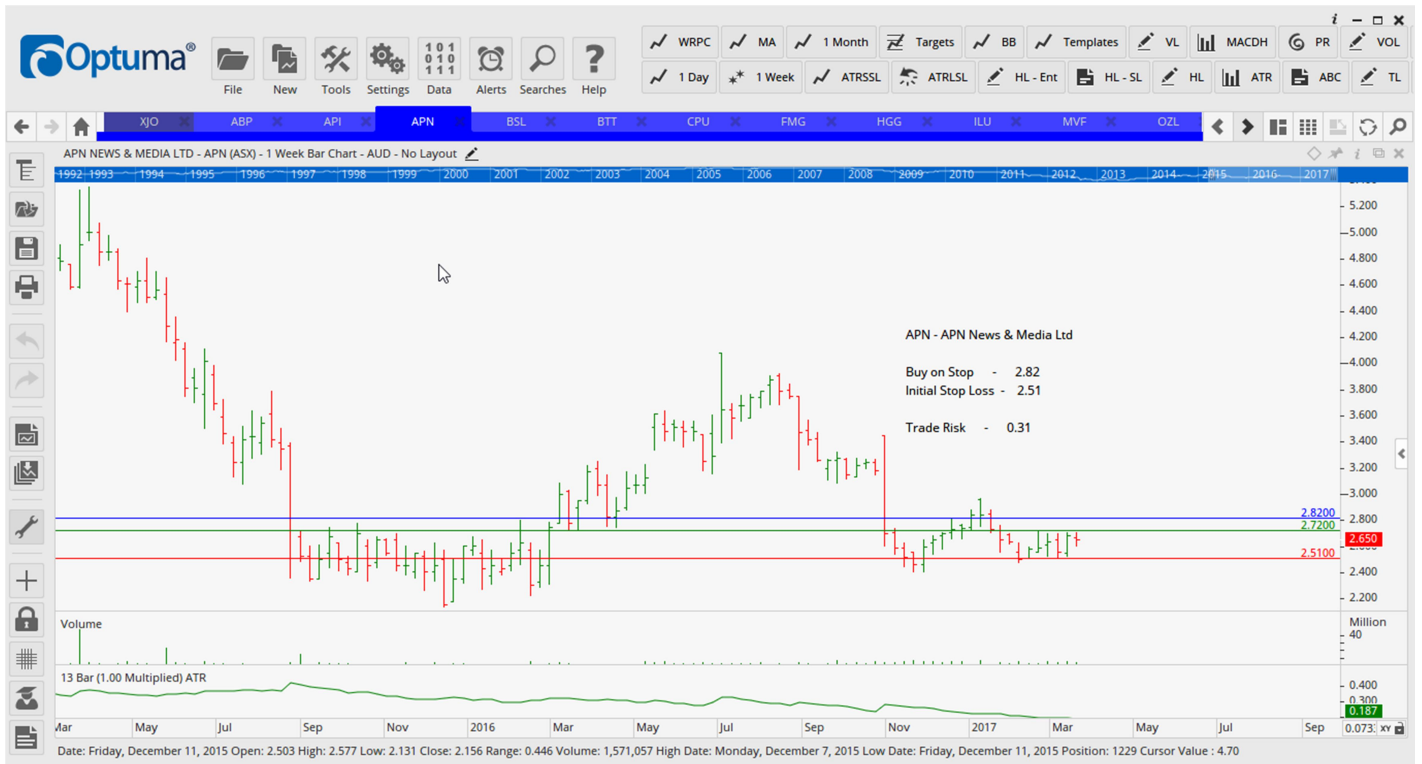 Optuma®
File
New
Tools
Settings
101
010
111
Data
Alerts
Searches
Help
WRPC
MA
1 Month
Targets
BB
Templates
VL
MACDH
PR
VOL
1 Day
1 Week
ATRSSL
ATRLSL
HL - Ent
HL - SL
HL
ATR
ABC
TL
XJO
ABP
API
APN
BSL
BTT
CPU
FMG
HGG
ILU
MVF
OZL
APN NEWS & MEDIA LTD - APN (ASX) - 1 Week Bar Chart - AUD - No Layout
1992 1993 1994 1995 1996 1997 1998 1999 2000 2001 2002 2003 2004 2005 2006 2007 2008 2009 2010 2011 2012 2013 2014 2015 2016 2017
5.200
5.000
4.800
4.600
4.400
4.200
4.000
3.800
3.600
3.400
3.200
3.000
2.800
2.650
2.400
2.200
APN - APN News & Media Ltd
Buy on Stop - 2.82
Initial Stop Loss - 2.51
Trade Risk - 0.31
2.8200
2.7200
2.5100
Volume
Million
40
13 Bar (1.00 Multiplied) ATR
0.400
0.300
0.187
Mar May Jul Sep Nov 2016 Mar May Jul Sep Nov 2017 Mar May Jul Sep
XY
Date: Friday, December 11, 2015 Open: 2.503 High: 2.577 Low: 2.131 Close: 2.156 Range: 0.446 Volume: 1,571,057 High Date: Monday, December 7, 2015 Low Date: Friday, December 11, 2015 Position: 1229 Cursor Value : 4.70